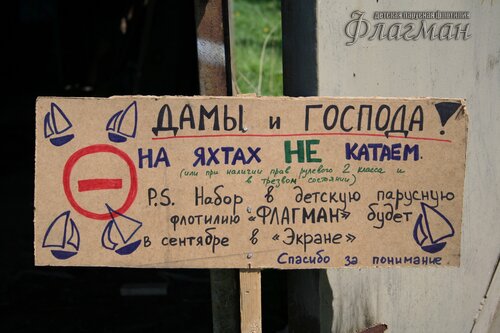 детская парусная флотилия
Флагман
ДАМЫ и ГОСПОДА !
НА ЯХТАХ НЕ КАТАЕМ.
(или при наличии прав рулевого 2 класса и
в трезвом состоянии)
P.S. Набор в детскую парусную
флотилию «ФЛАГМАН» будет
в сентябре в «Экране»
Спасибо за понимание